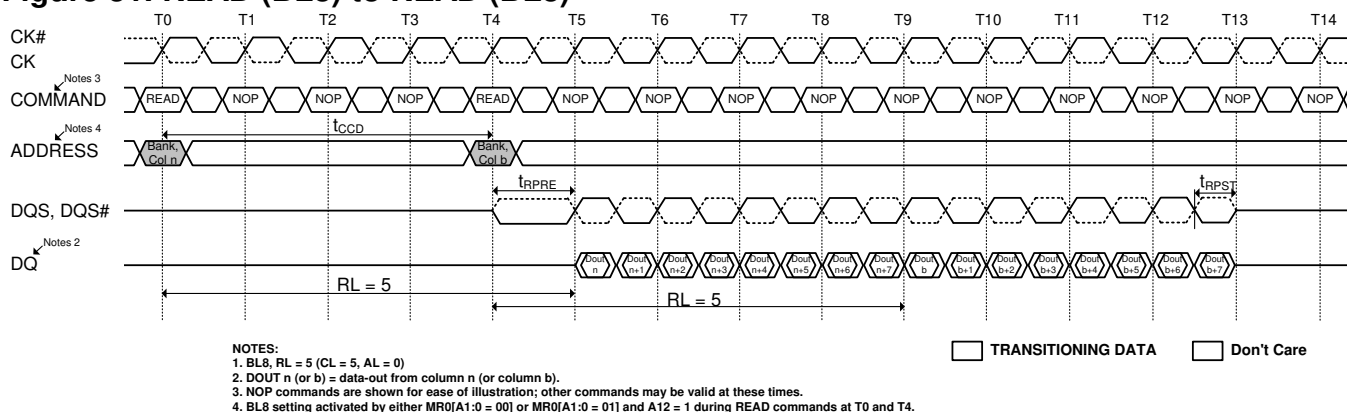 T0 T1 T2 T3 T4 T5 T6 T7 T8 T9 T10 T11 T12 T13 T14
CK#
CK
Notes 3
COMMAND READ NOP NOP NOP READ NOP NOP NOP NOP NOP NOP NOP NOP NOP NOP
tCCD
Notes 4
ADDRESS Bank, Col n Bank, Col b
tRPRE tRPST
DQS, DQS#
Notes 2
DQ Dout n Dout n+1 Dout n+2 Dout n+3 Dout n+4 Dout n+5 Dout n+6 Dout n+7 Dout b Dout b+1 Dout b+2 Dout b+3 Dout b+4 Dout b+5 Dout b+6 Dout b+7
RL = 5
RL = 5
NOTES:
1. BL8, RL = 5 (CL = 5, AL = 0)
2. DOUT n (or b) = data-out from column n (or column b).
3. NOP commands are shown for ease of illustration; other commands may be valid at these times.
4. BL8 setting activated by either MR0[A1:0 = 00] or MR0[A1:0 = 01] and A12 = 1 during READ commands at T0 and T4.
TRANSITIONING DATA Don't Care